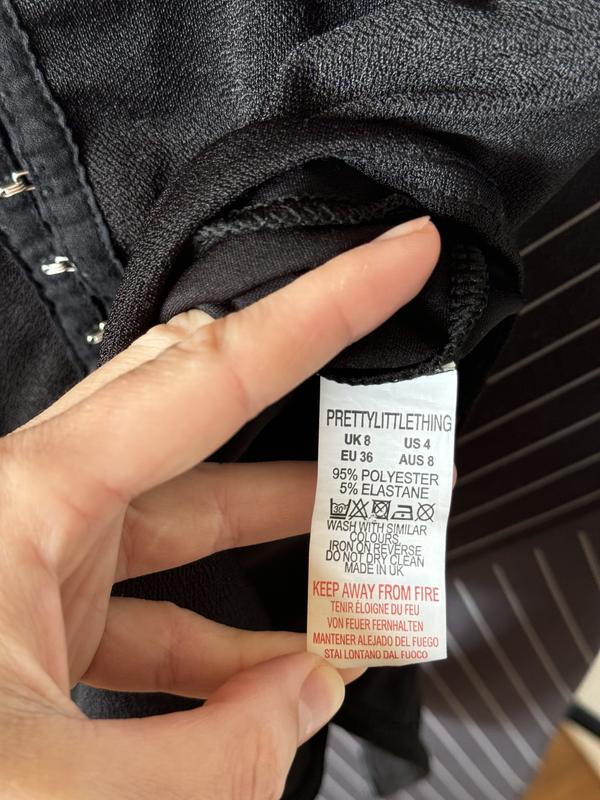 PRETTYLITTLETHING
UK 8 US 4
EU 36 AUS 8
95% POLYESTER
5% ELASTANE
WASH WITH SIMILAR
COLOURS,
IRON ON REVERSE
DO NOT DRY CLEAN
MADE IN UK
KEEP AWAY FROM FIRE
TENIR ÉLOIGNE DU FEU
VON FEUER FERNHALTEN
MANTENER ALEJADO DEL FUEGO
STAI LONTANO DAL FUOCO